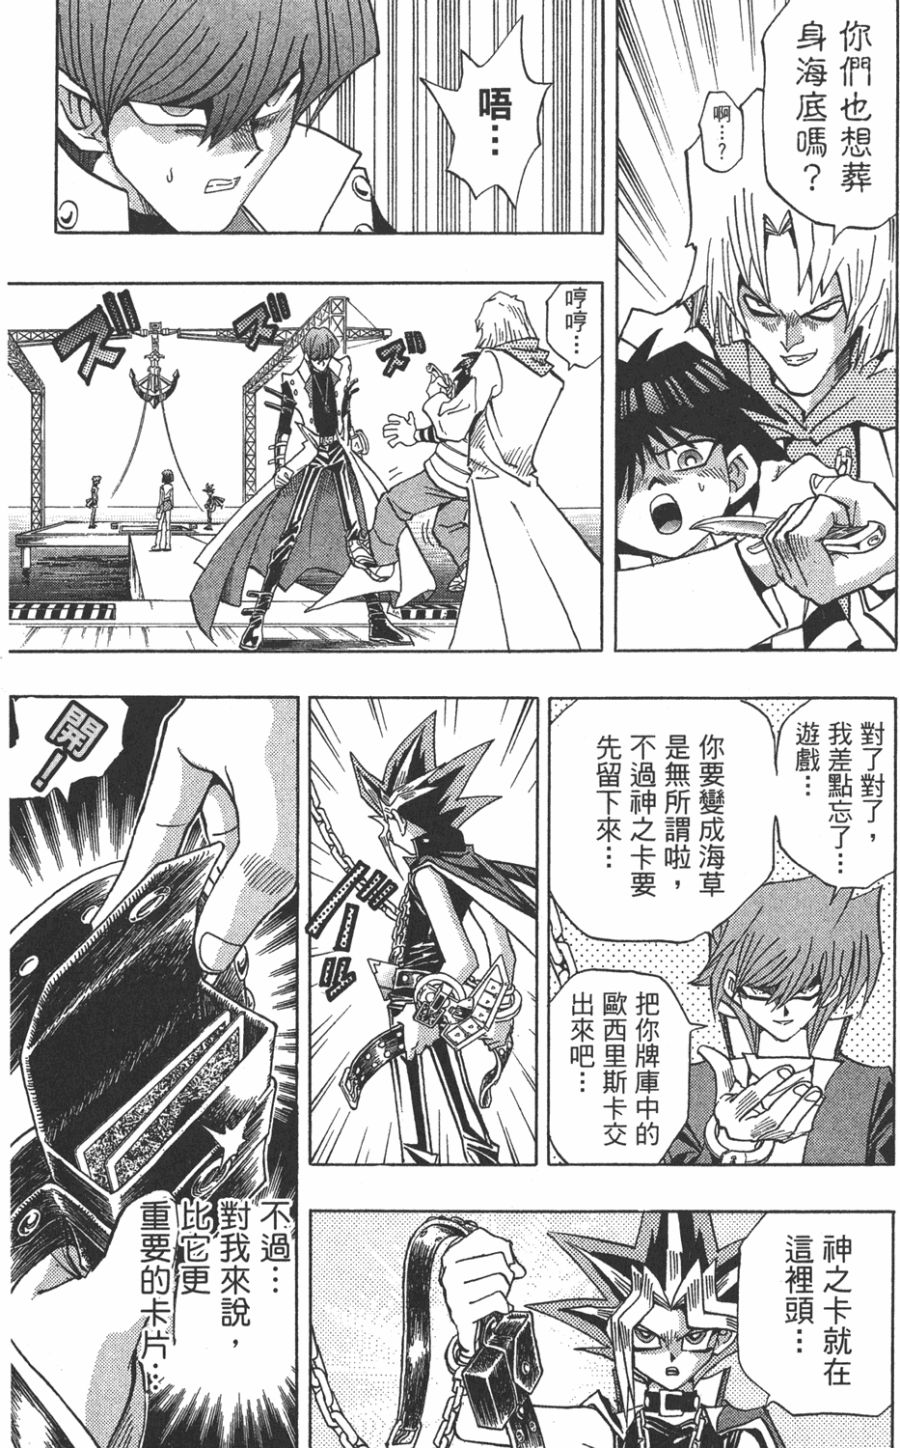 你們也想葬
身海底嗎？
啊…？
唔…
哼
哼…
ズ
ズ
ズ
對了對了，
我差點忘了…
遊戲…
你要變成海草
是無所謂啦，
不過神之卡要
先留下來…
把你牌庫中的
歐西里斯卡交
出來吧…
開！
神之卡就在
這裡頭…
不過…
對我來說，
比它更
重要的卡片…